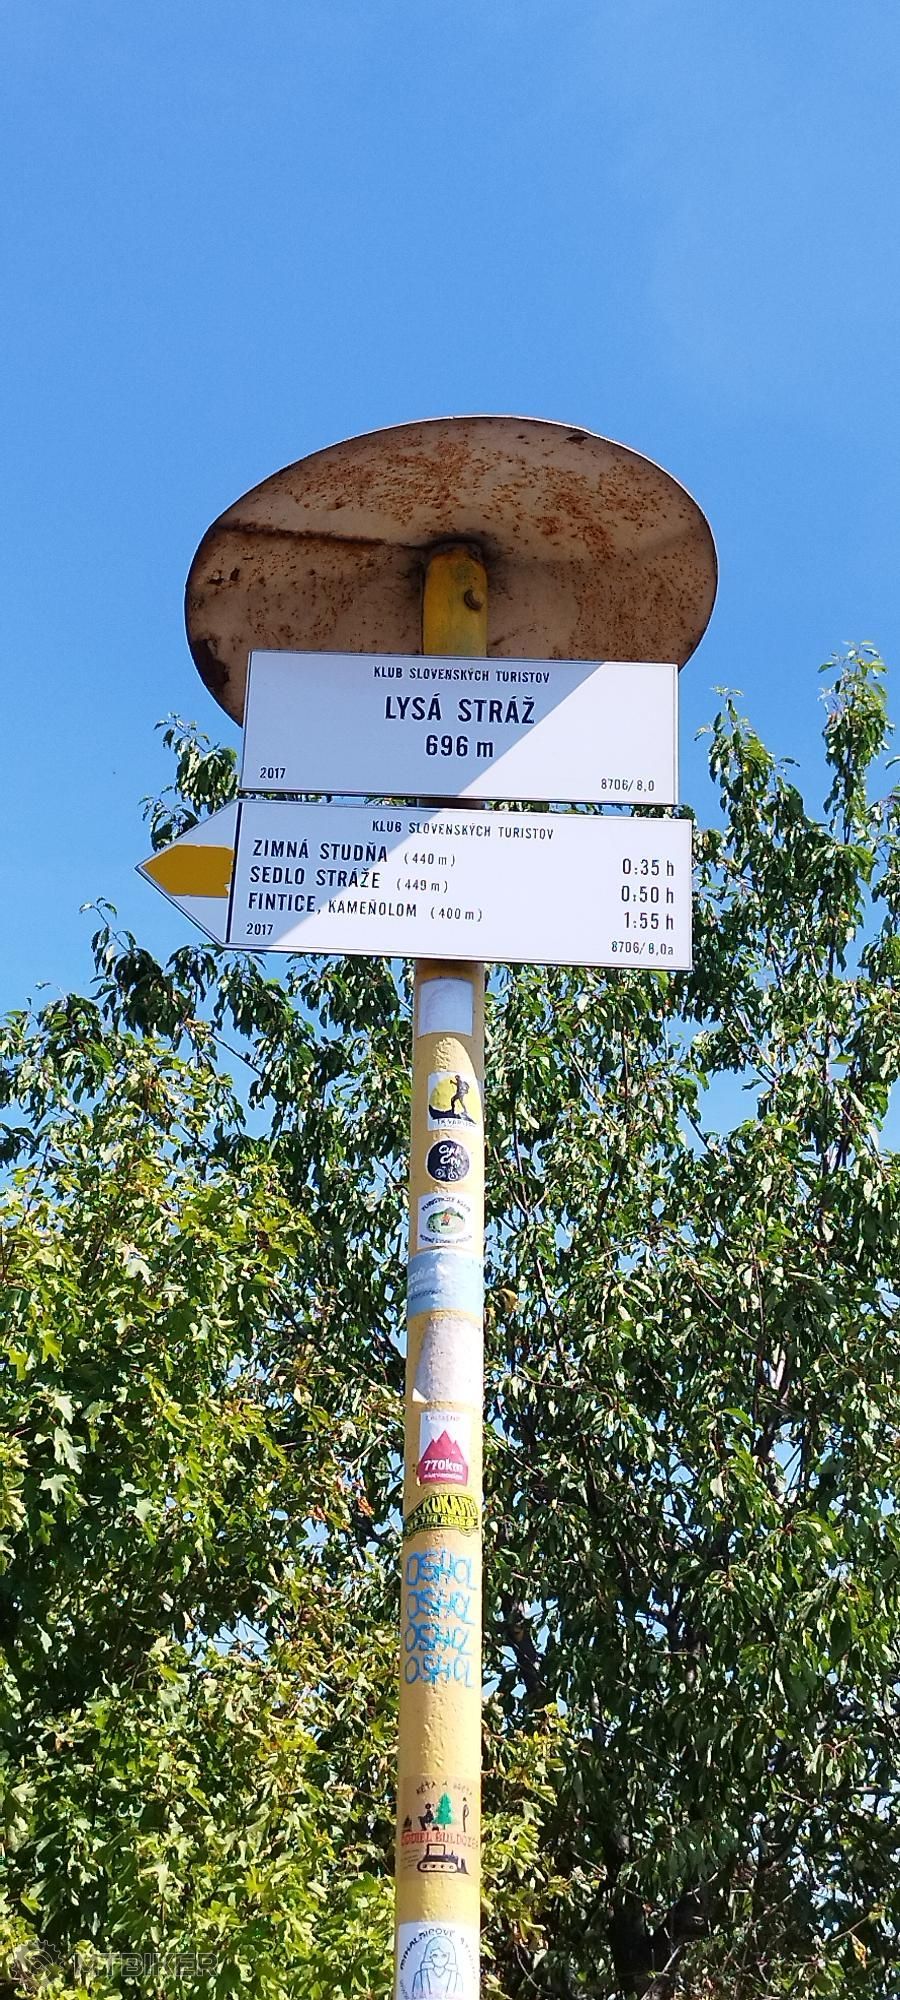 KLUB SLOVENSKÝCH TURISTOV
LYSÁ STRÁŽ
696 m
2017
8706/8,0
KLUB SLOVENSKÝCH TURISTOV
ZIMNÁ STUDŇA (440 m) 0:35 h
SEDLO STRÁŽE (449 m) 0:50 h
FINTICE, KAMEŇOLOM (400 m) 1:55 h
2017
8706/8,0a
770km
OSHOL
OSHOL
OSHOL
OSHOL
MTBIKER